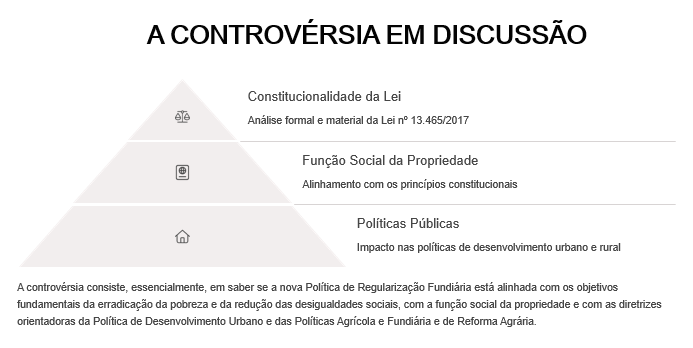 A CONTROVÉRSIA EM DISCUSSÃO
Constitucionalidade da Lei
Análise formal e material da Lei nº 13.465/2017
Função Social da Propriedade
Alinhamento com os princípios constitucionais
Políticas Públicas
Impacto nas políticas de desenvolvimento urbano e rural
A controvérsia consiste, essencialmente, em saber se a nova Política de Regularização Fundiária está alinhada com os objetivos
fundamentais da erradicação da pobreza e da redução das desigualdades sociais, com a função social da propriedade e com as diretrizes
orientadoras da Política de Desenvolvimento Urbano e das Políticas Agrícola e Fundiária e de Reforma Agrária.